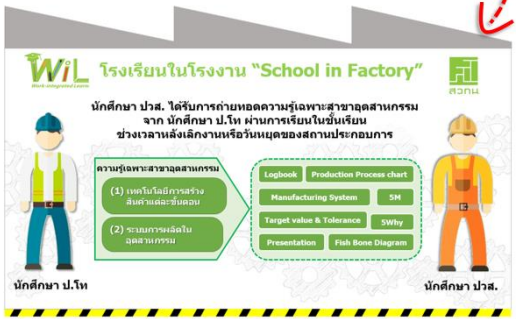 WiL
Work-integrated Learn
โรงเรียนในโรงงาน “School in Factory”
สวทน
นักศึกษา ปวส. ได้รับการถ่ายทอดความรู้เฉพาะสาขาอุตสาหกรรม
จาก นักศึกษา ป.โท ผ่านการเรียนในชั้นเรียน
ช่วงเวลาหลังเลิกงานหรือวันหยุดของสถานประกอบการ
ความรู้เฉพาะสาขาอุตสาหกรรม
(1) เทคโนโลยีการสร้าง
สินค้าแต่ละขั้นตอน
(2) ระบบการผลิตใน
อุตสาหกรรม
Logbook
Production Process chart
Manufacturing System
5M
Target value & Tolerance
5Why
Presentation
Fish Bone Diagram
นักศึกษา ป.โท
นักศึกษา ปวส.